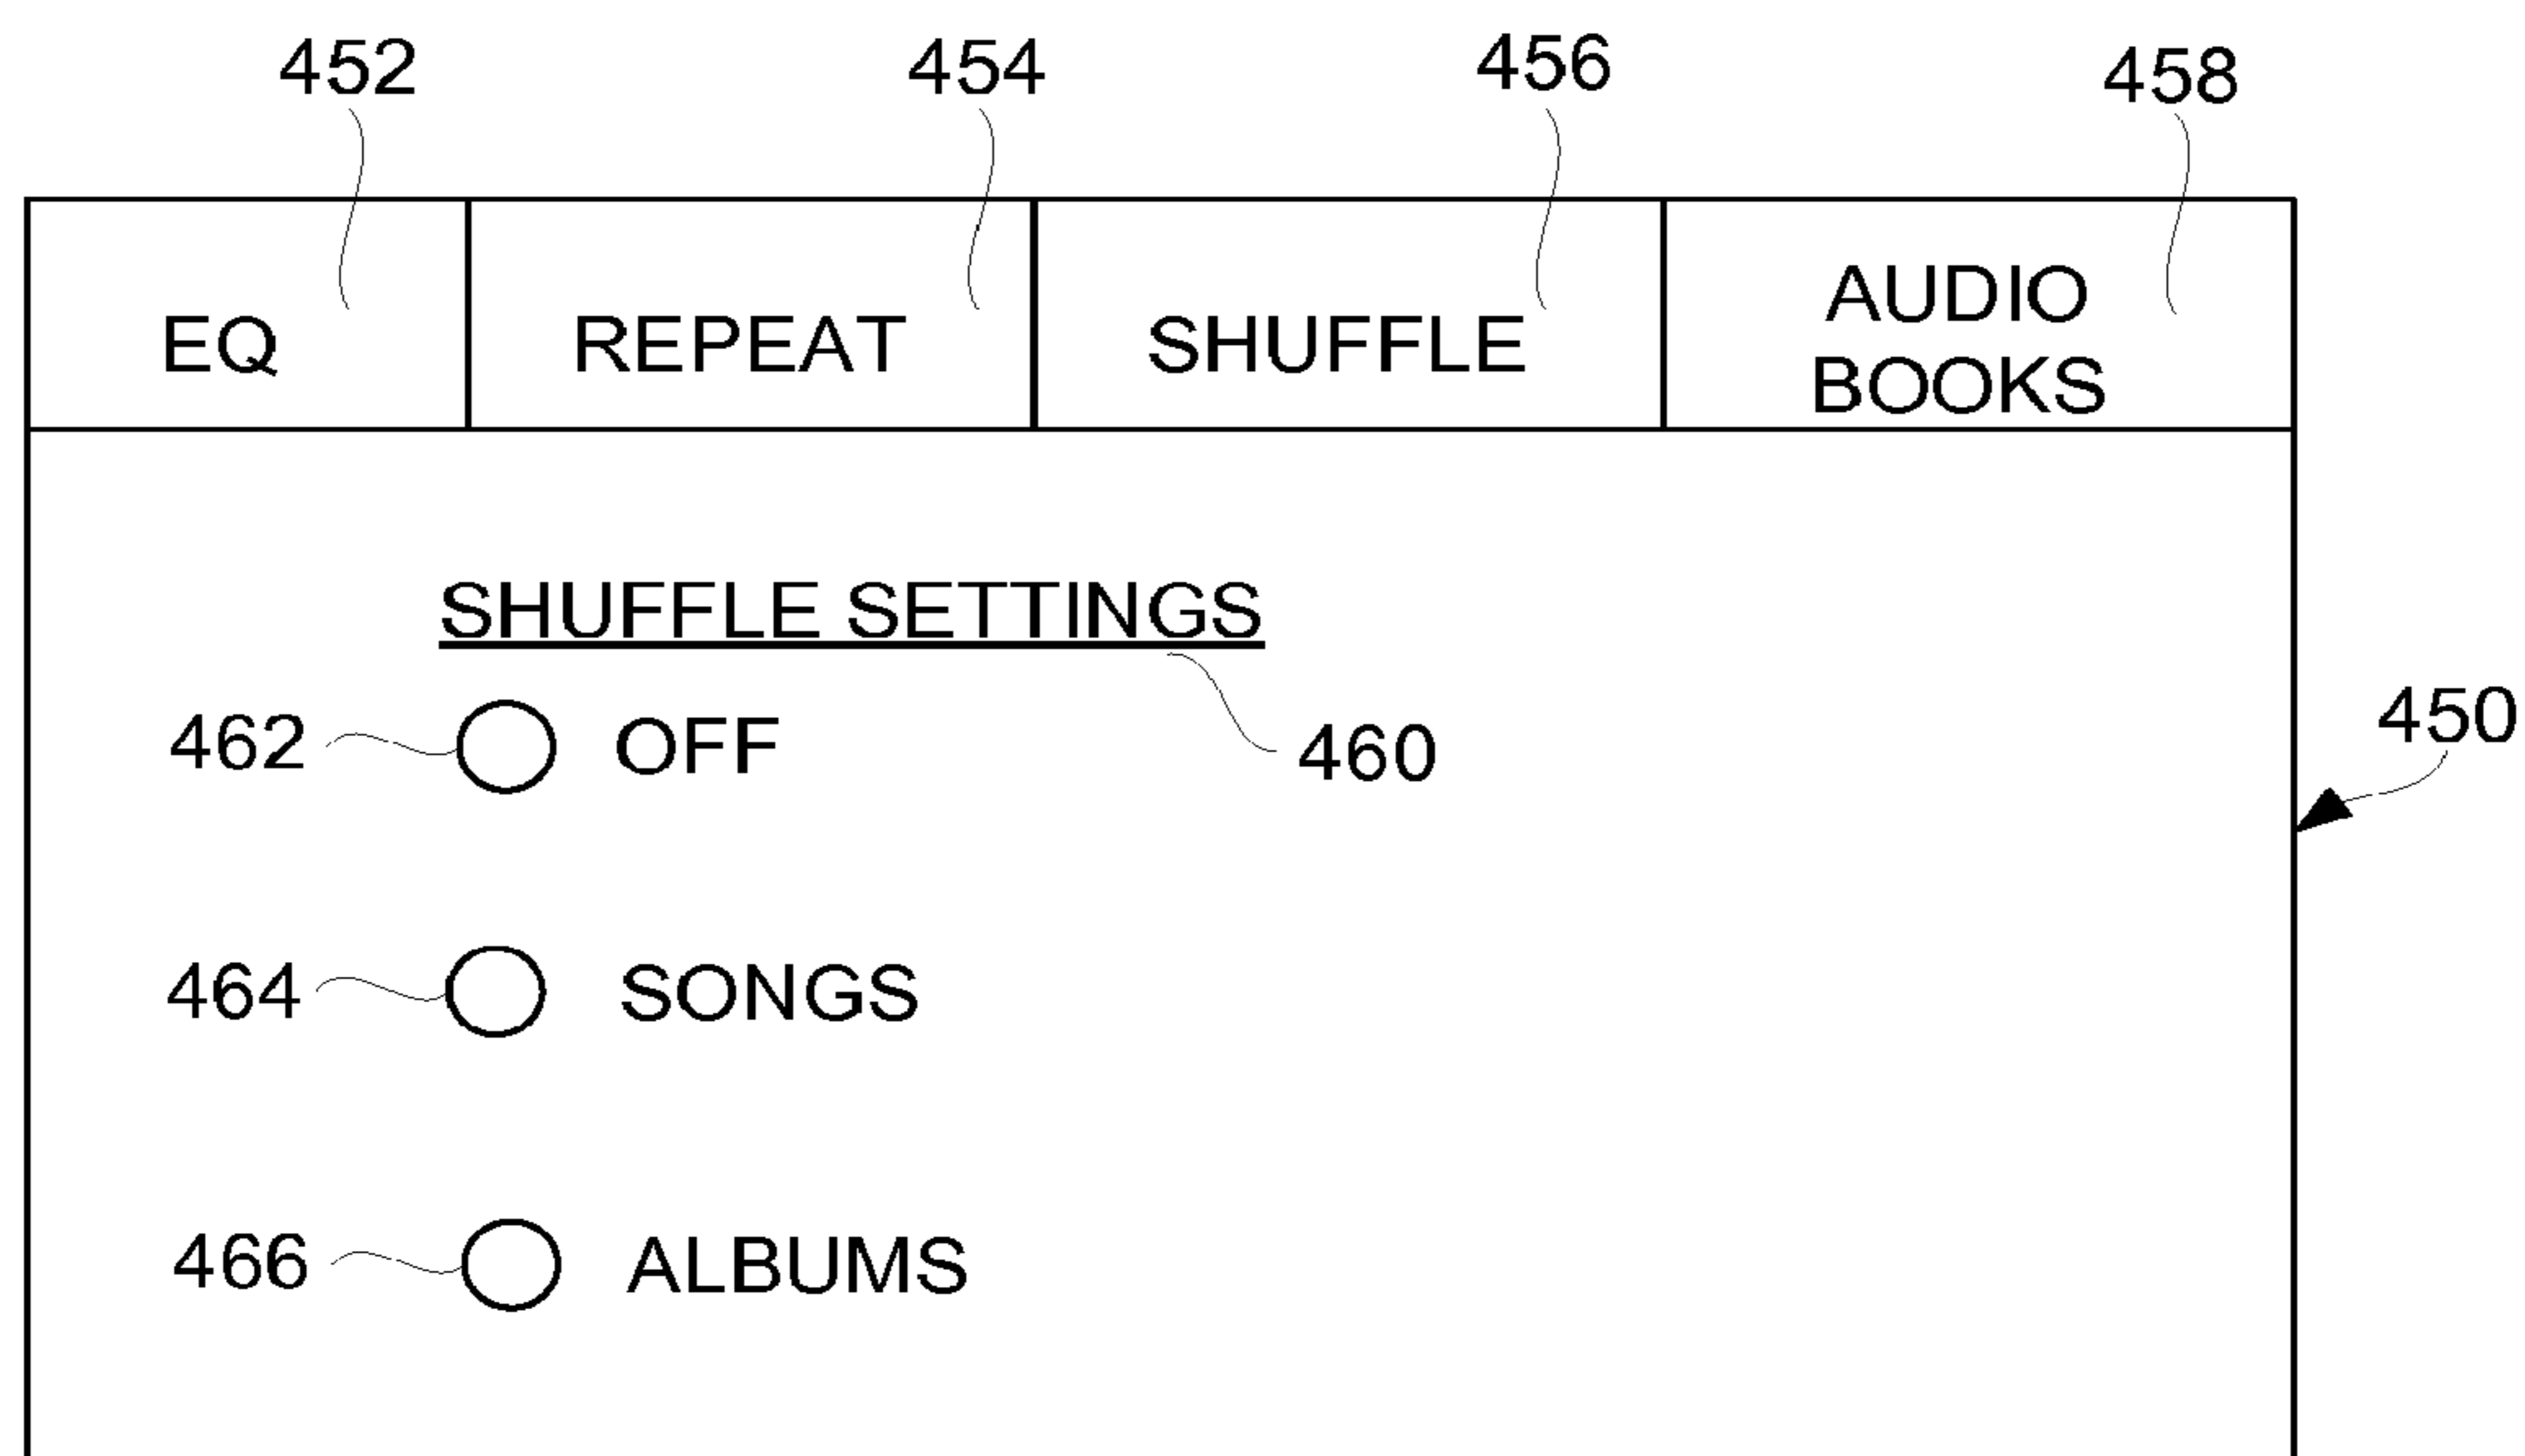 452 454 456 458
EQ REPEAT SHUFFLE AUDIO BOOKS
SHUFFLE SETTINGS
460
462 OFF
450
464 SONGS
466 ALBUMS